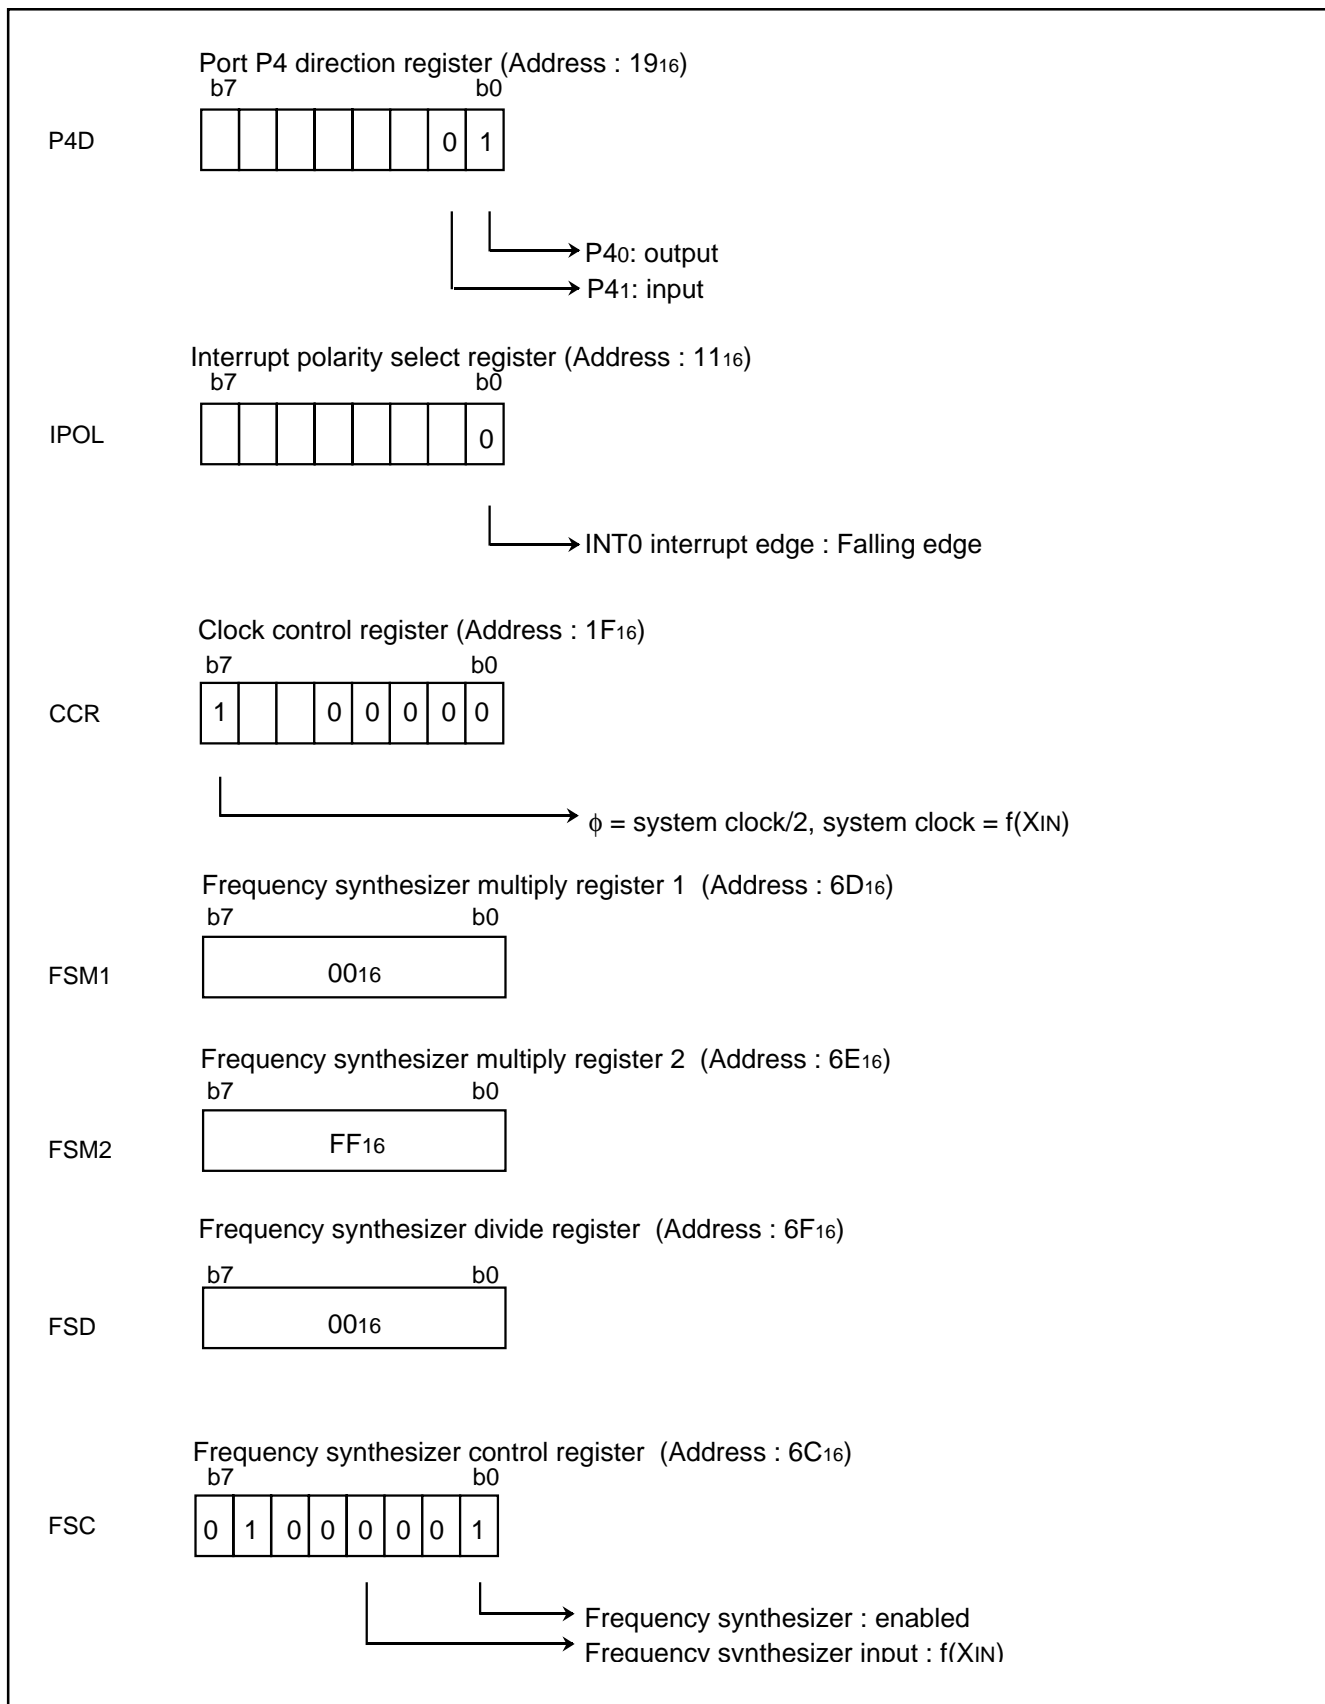 Port P4 direction register (Address : 1916)
b7 b0
P4D 0 1
P40: output
P41: input
Interrupt polarity select register (Address : 1116)
b7 b0
IPOL 0
INT0 interrupt edge : Falling edge
Clock control register (Address : 1F16)
b7 b0
CCR 1 0 0 0 0 0
ϕ = system clock/2, system clock = f(XIN)
Frequency synthesizer multiply register 1 (Address : 6D16)
b7 b0
FSM1 0016
Frequency synthesizer multiply register 2 (Address : 6E16)
b7 b0
FSM2 FF16
Frequency synthesizer divide register (Address : 6F16)
b7 b0
FSD 0016
Frequency synthesizer control register (Address : 6C16)
b7 b0
FSC 0 1 0 0 0 0 0 1
Frequency synthesizer : enabled
Frequency synthesizer input : f(XIN)